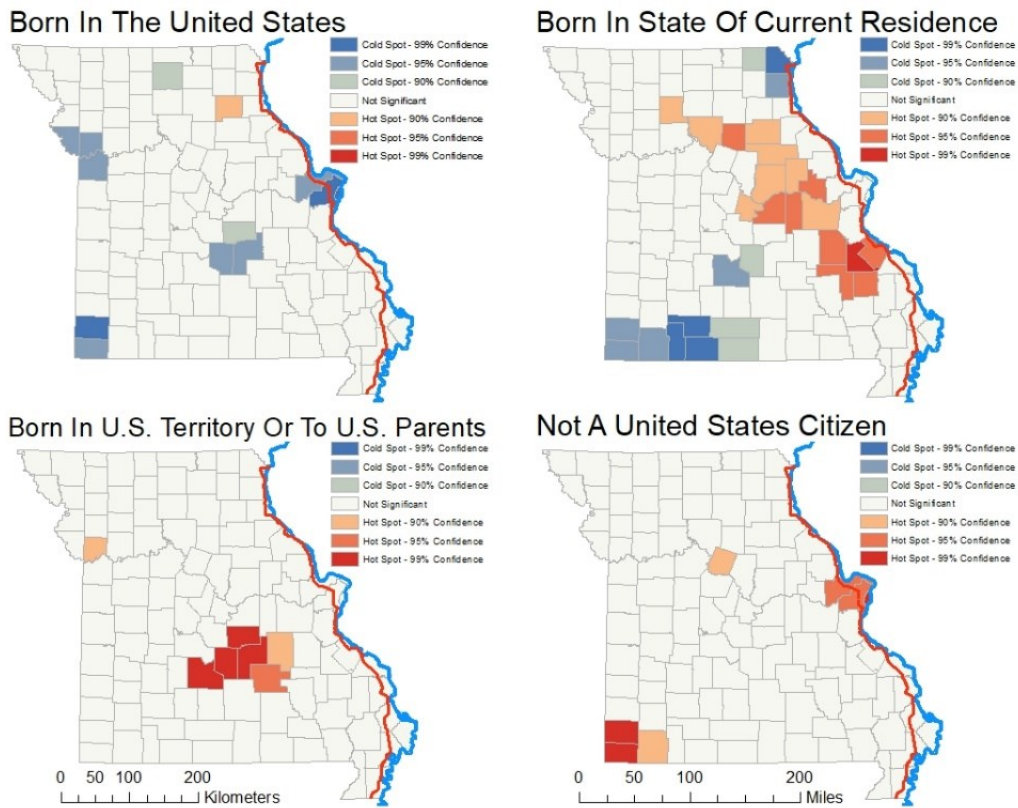 Born In The United States
Cold Spot - 99% Confidence
Cold Spot - 95% Confidence
Cold Spot - 90% Confidence
Not Significant
Hot Spot - 90% Confidence
Hot Spot - 95% Confidence
Hot Spot - 99% Confidence
Born In State Of Current Residence
Cold Spot - 99% Confidence
Cold Spot - 95% Confidence
Cold Spot - 90% Confidence
Not Significant
Hot Spot - 90% Confidence
Hot Spot - 95% Confidence
Hot Spot - 99% Confidence
Born In U.S. Territory Or To U.S. Parents
Cold Spot - 99% Confidence
Cold Spot - 95% Confidence
Cold Spot - 90% Confidence
Not Significant
Hot Spot - 90% Confidence
Hot Spot - 95% Confidence
Hot Spot - 99% Confidence
0 50 100 200
Kilometers
Not A United States Citizen
Cold Spot - 99% Confidence
Cold Spot - 95% Confidence
Cold Spot - 90% Confidence
Not Significant
Hot Spot - 90% Confidence
Hot Spot - 95% Confidence
Hot Spot - 99% Confidence
0 50 100 200
Miles